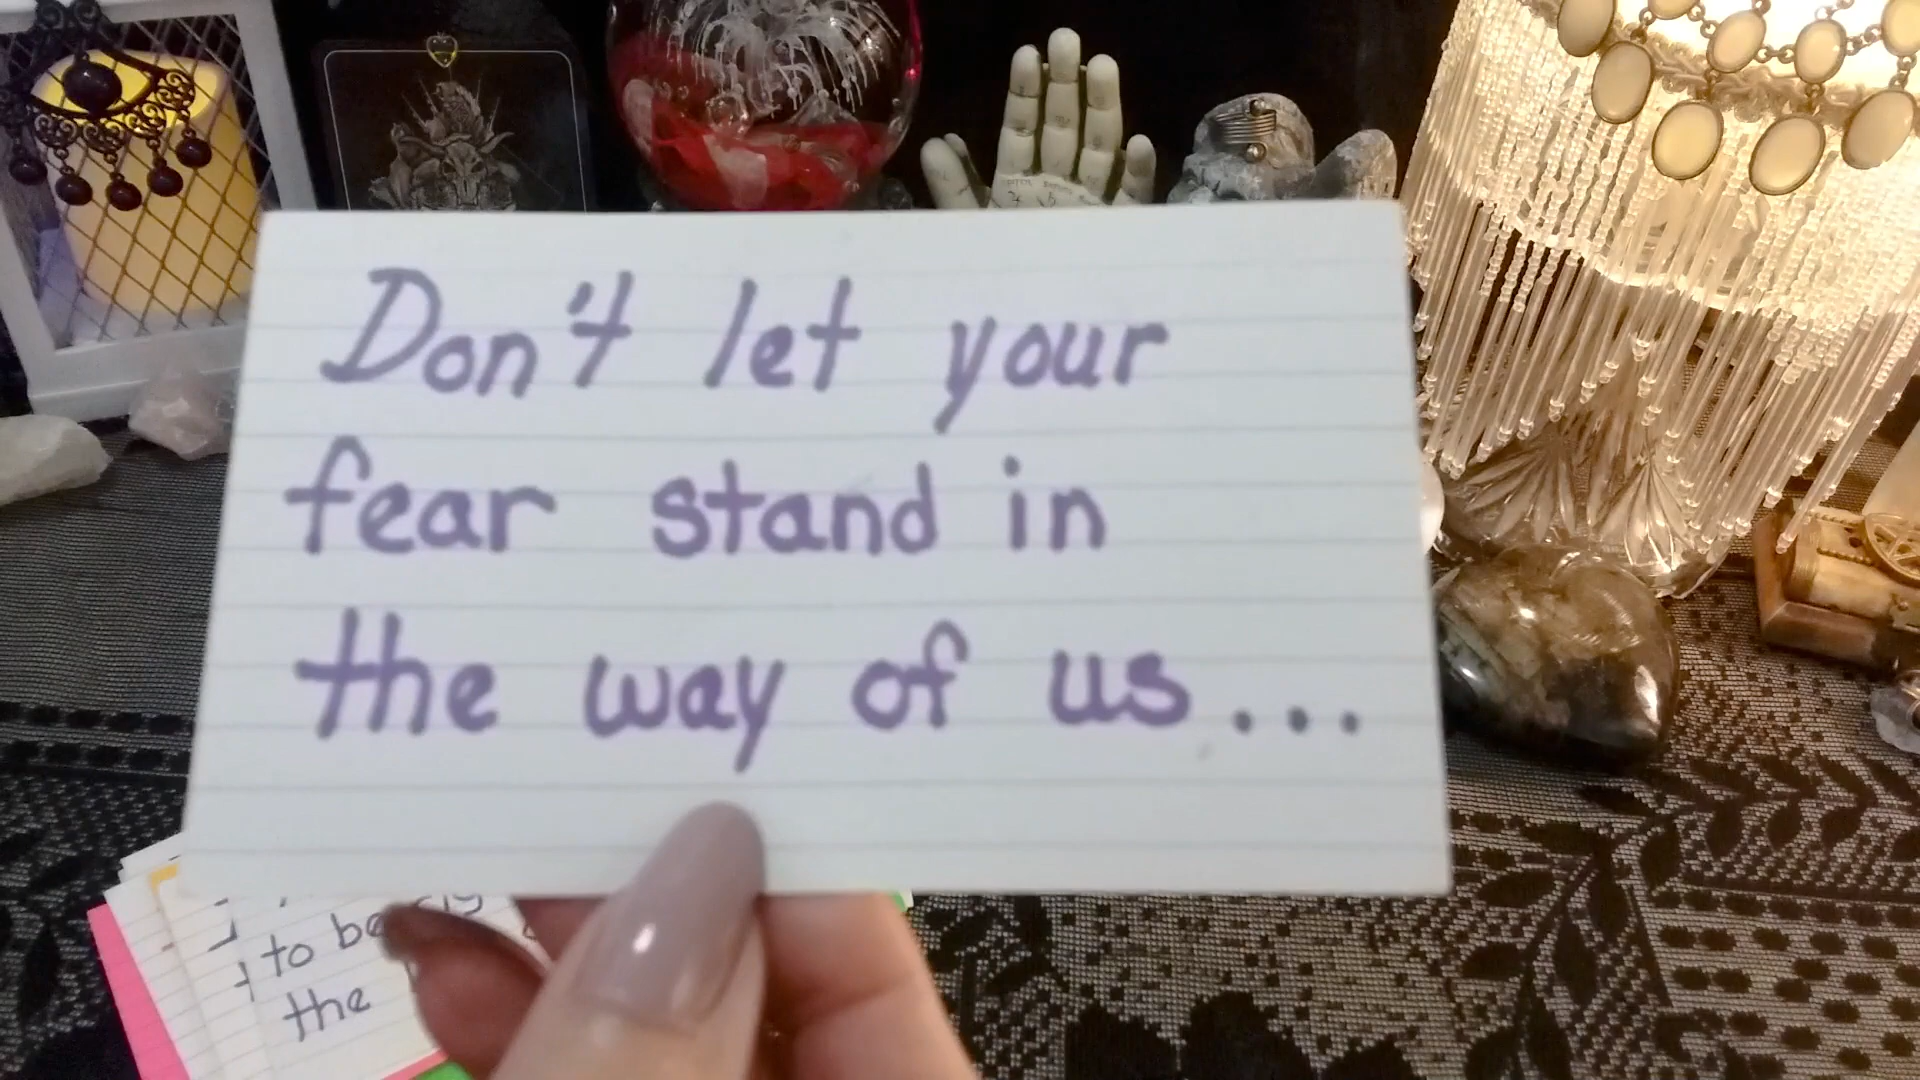 Don't let your
fear stand in
the way of us...
to be
the